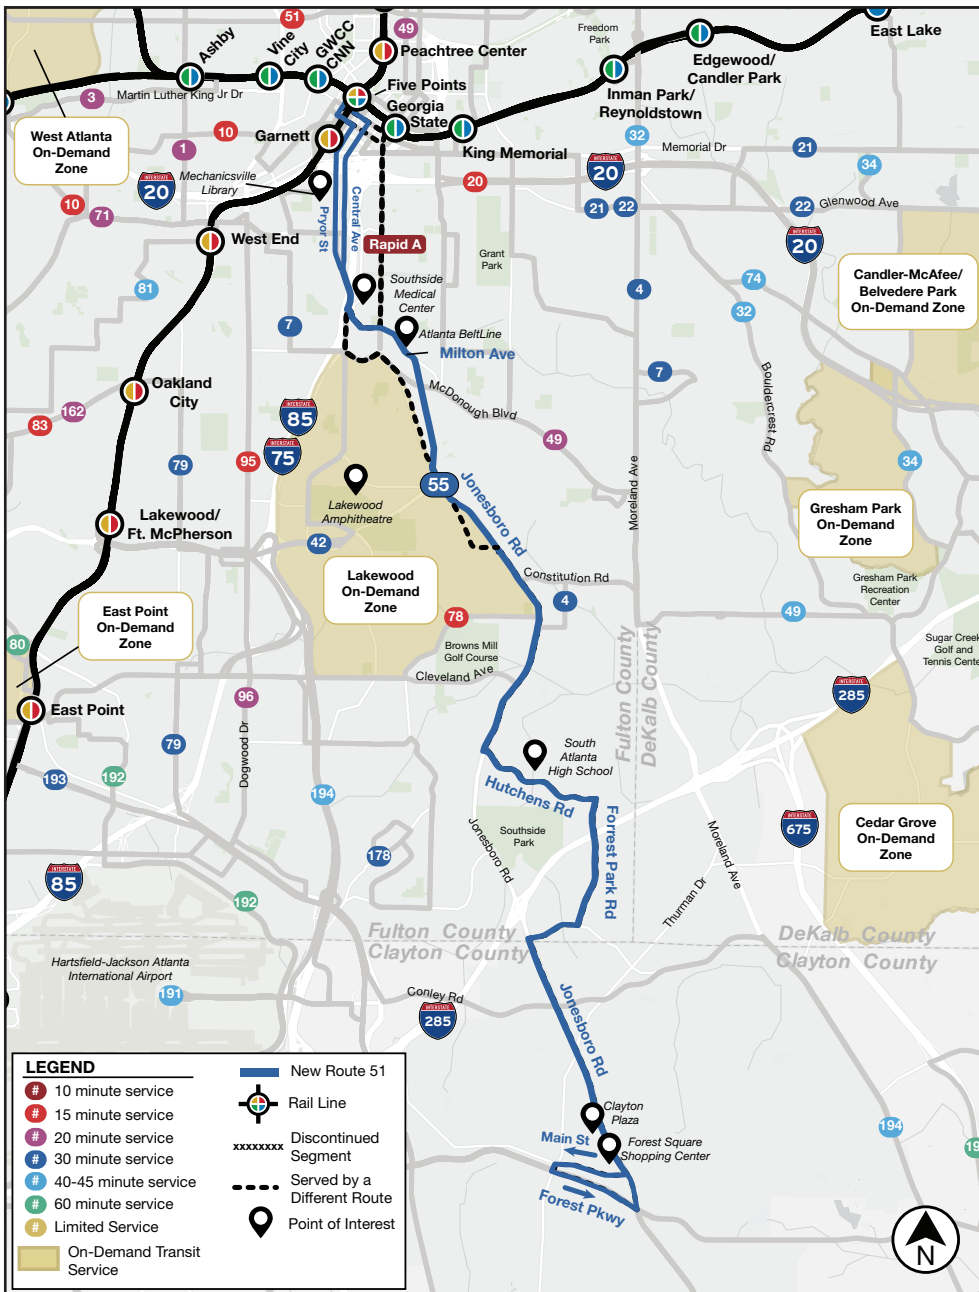 51
49
Freedom
Park
East Lake
Ashby
Vine
City
GWCC
CNN
Peachtree Center
Edgewood/
Candler Park
Five Points
Inman Park/
Reynoldstown
3
Martin Luther King Jr Dr
Georgia
State
West Atlanta
On-Demand
Zone
10
Garnett
King Memorial
32
Memorial Dr
21
1
Mechanicsville
Library
INTERSTATE
20
INTERSTATE
20
34
20
10
71
Pryor St
Central Ave
21
22
22
Glenwood Ave
West End
Rapid A
INTERSTATE
20
Grant
Park
Candler-McAfee/
Belvedere Park
On-Demand Zone
81
Southside
Medical
Center
4
74
32
7
Atlanta BeltLine
Milton Ave
7
Oakland
City
McDonough Blvd
Bouldercrest Rd
162
83
INTERSTATE
85
49
INTERSTATE
75
95
79
34
Moreland Ave
55
Jonesboro Rd
Lakewood
Amphitheatre
Lakewood/
Ft. McPherson
Gresham Park
On-Demand
Zone
42
Lakewood
On-Demand
Zone
Constitution Rd
Gresham Park
Recreation
Center
4
East Point
On-Demand
Zone
78
49
80
Browns Mill
Golf Course
Sugar Creek
Golf and
Tennis Center
Cleveland Ave
Fulton County
DeKalb County
INTERSTATE
285
96
East Point
79
Dogwood Dr
South
Atlanta
High School
193
192
194
Hutchens Rd
Forrest Park Rd
INTERSTATE
675
Cedar Grove
On-Demand
Zone
Southside
Park
Jonesboro Rd
Moreland Ave
178
INTERSTATE
85
192
Thurman Dr
Fulton County
Clayton County
DeKalb County
Clayton County
Hartsfield-Jackson Atlanta
International Airport
191
Conley Rd
INTERSTATE
285
Jonesboro Rd
LEGEND
# 10 minute service
# 15 minute service
# 20 minute service
# 30 minute service
# 40-45 minute service
# 60 minute service
# Limited Service
On-Demand Transit
Service
New Route 51
Rail Line
Discontinued
Segment
Served by a
Different Route
Point of Interest
Clayton
Plaza
Main St
Forest Square
Shopping Center
194
Forest Pkwy
N